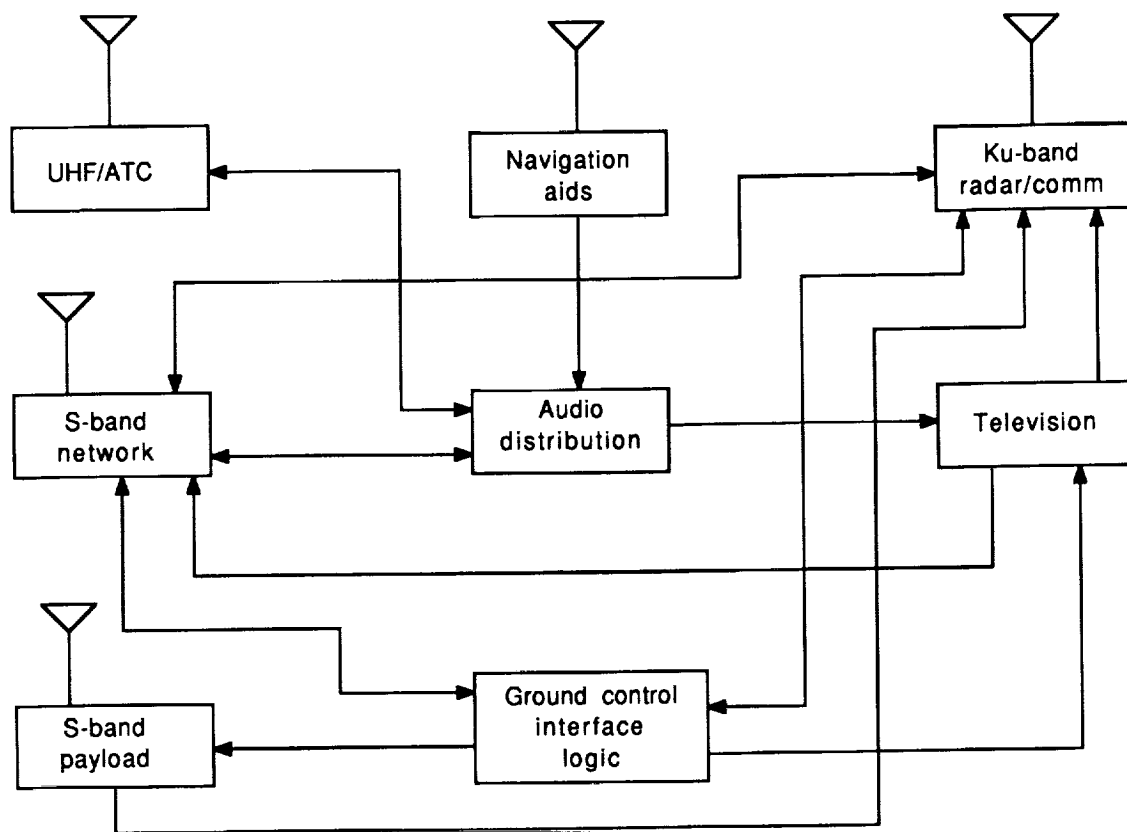 UHF/ATC
Navigation
aids
Ku-band
radar/comm
S-band
network
Audio
distribution
Television
S-band
payload
Ground control
interface
logic